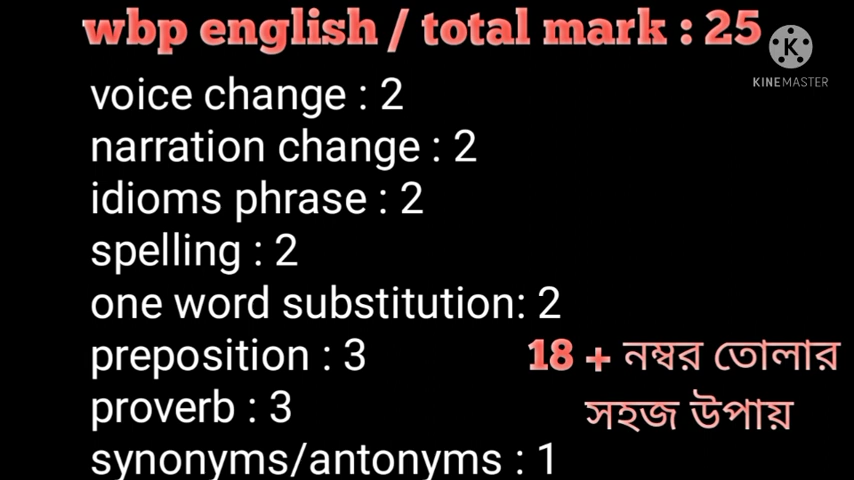 wbp english / total mark : 25
K
KINEMASTER
voice change : 2
narration change : 2
idioms phrase : 2
spelling : 2
one word substitution: 2
preposition : 3
18 + নম্বর তোলার
সহজ উপায়
proverb : 3
synonyms/antonyms : 1